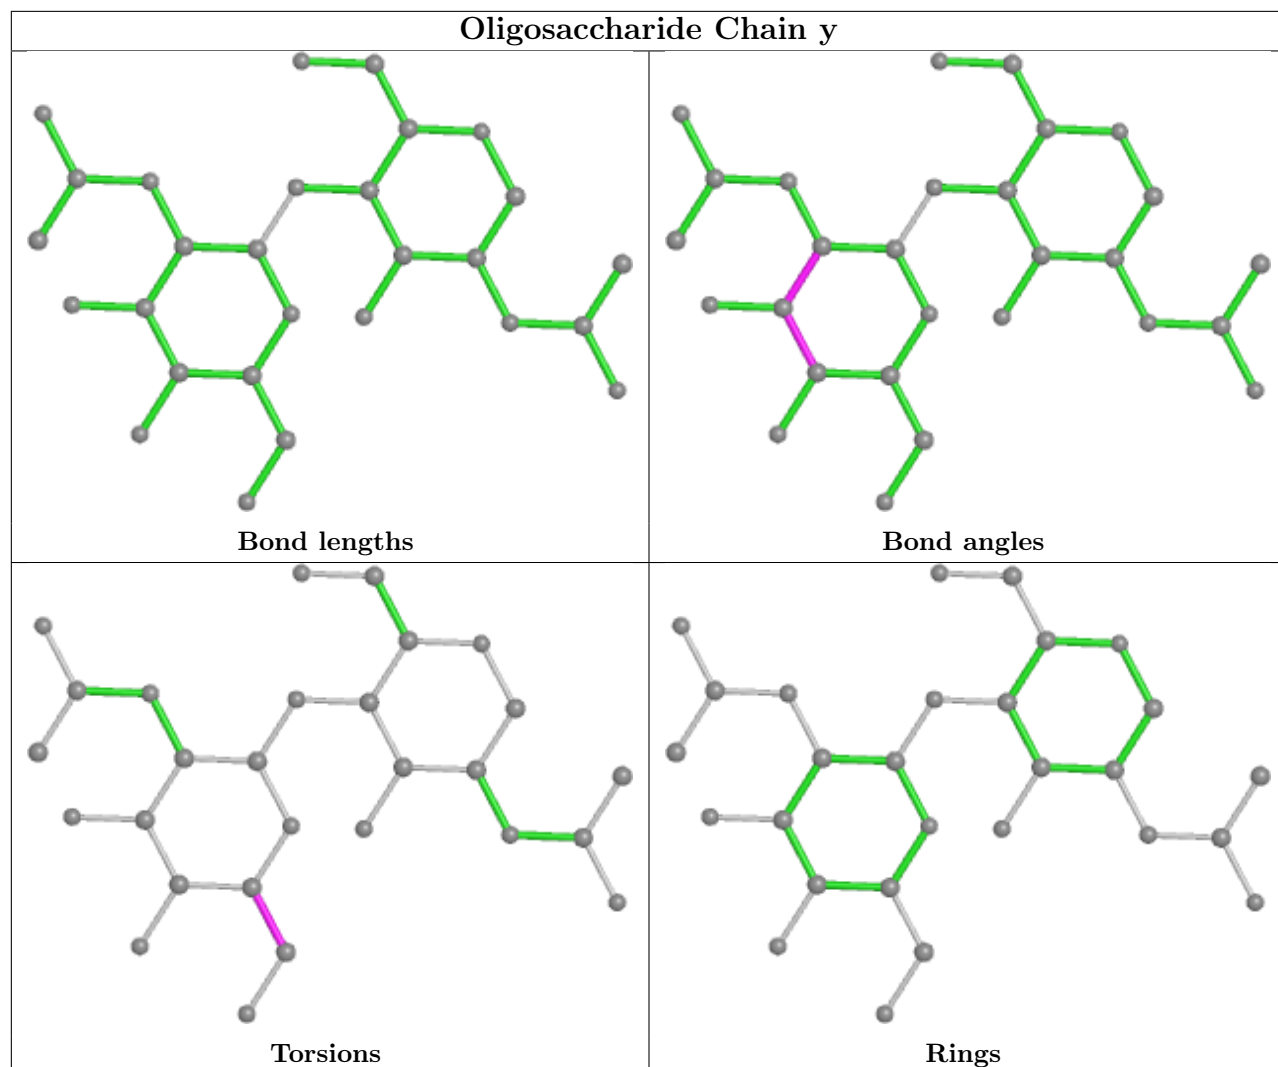 Oligosaccharide Chain y
Bond lengths
Bond angles
Torsions
Rings